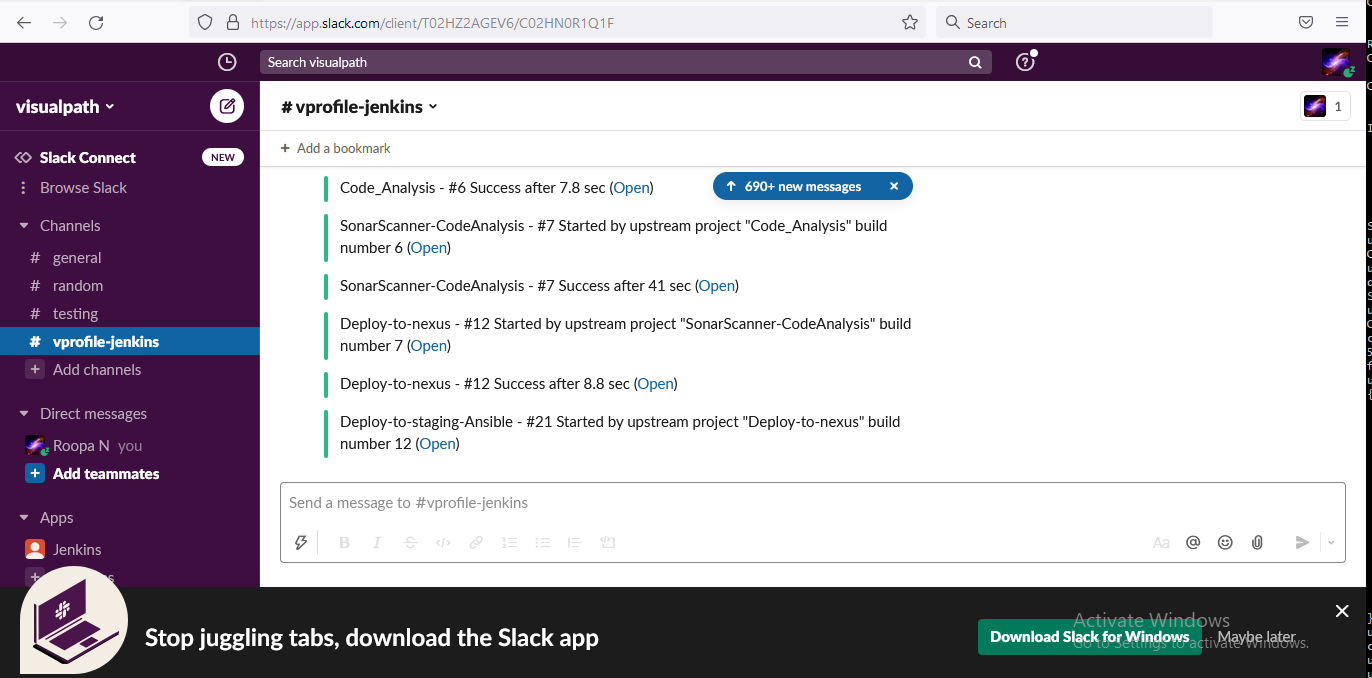 https://app.slack.com/client/T02HZ2AGEV6/C02HN0R1Q1F
Search
Search visualpath
visualpath
# vprofile-jenkins
1
Slack Connect
NEW
Browse Slack
Channels
# general
# random
# testing
# vprofile-jenkins
+ Add channels
Direct messages
Roopa N you
+ Add teammates
Apps
Jenkins
+ Add a bookmark
690+ new messages
Code_Analysis - #6 Success after 7.8 sec (Open)
SonarScanner-CodeAnalysis - #7 Started by upstream project "Code_Analysis" build
number 6 (Open)
SonarScanner-CodeAnalysis - #7 Success after 41 sec (Open)
Deploy-to-nexus - #12 Started by upstream project "SonarScanner-CodeAnalysis" build
number 7 (Open)
Deploy-to-nexus - #12 Success after 8.8 sec (Open)
Deploy-to-staging-Ansible - #21 Started by upstream project "Deploy-to-nexus" build
number 12 (Open)
Send a message to #vprofile-jenkins
B I S </> Aa @
Stop juggling tabs, download the Slack app
Download Slack for Windows
Maybe later
Activate Windows
Go to Settings to activate Windows.